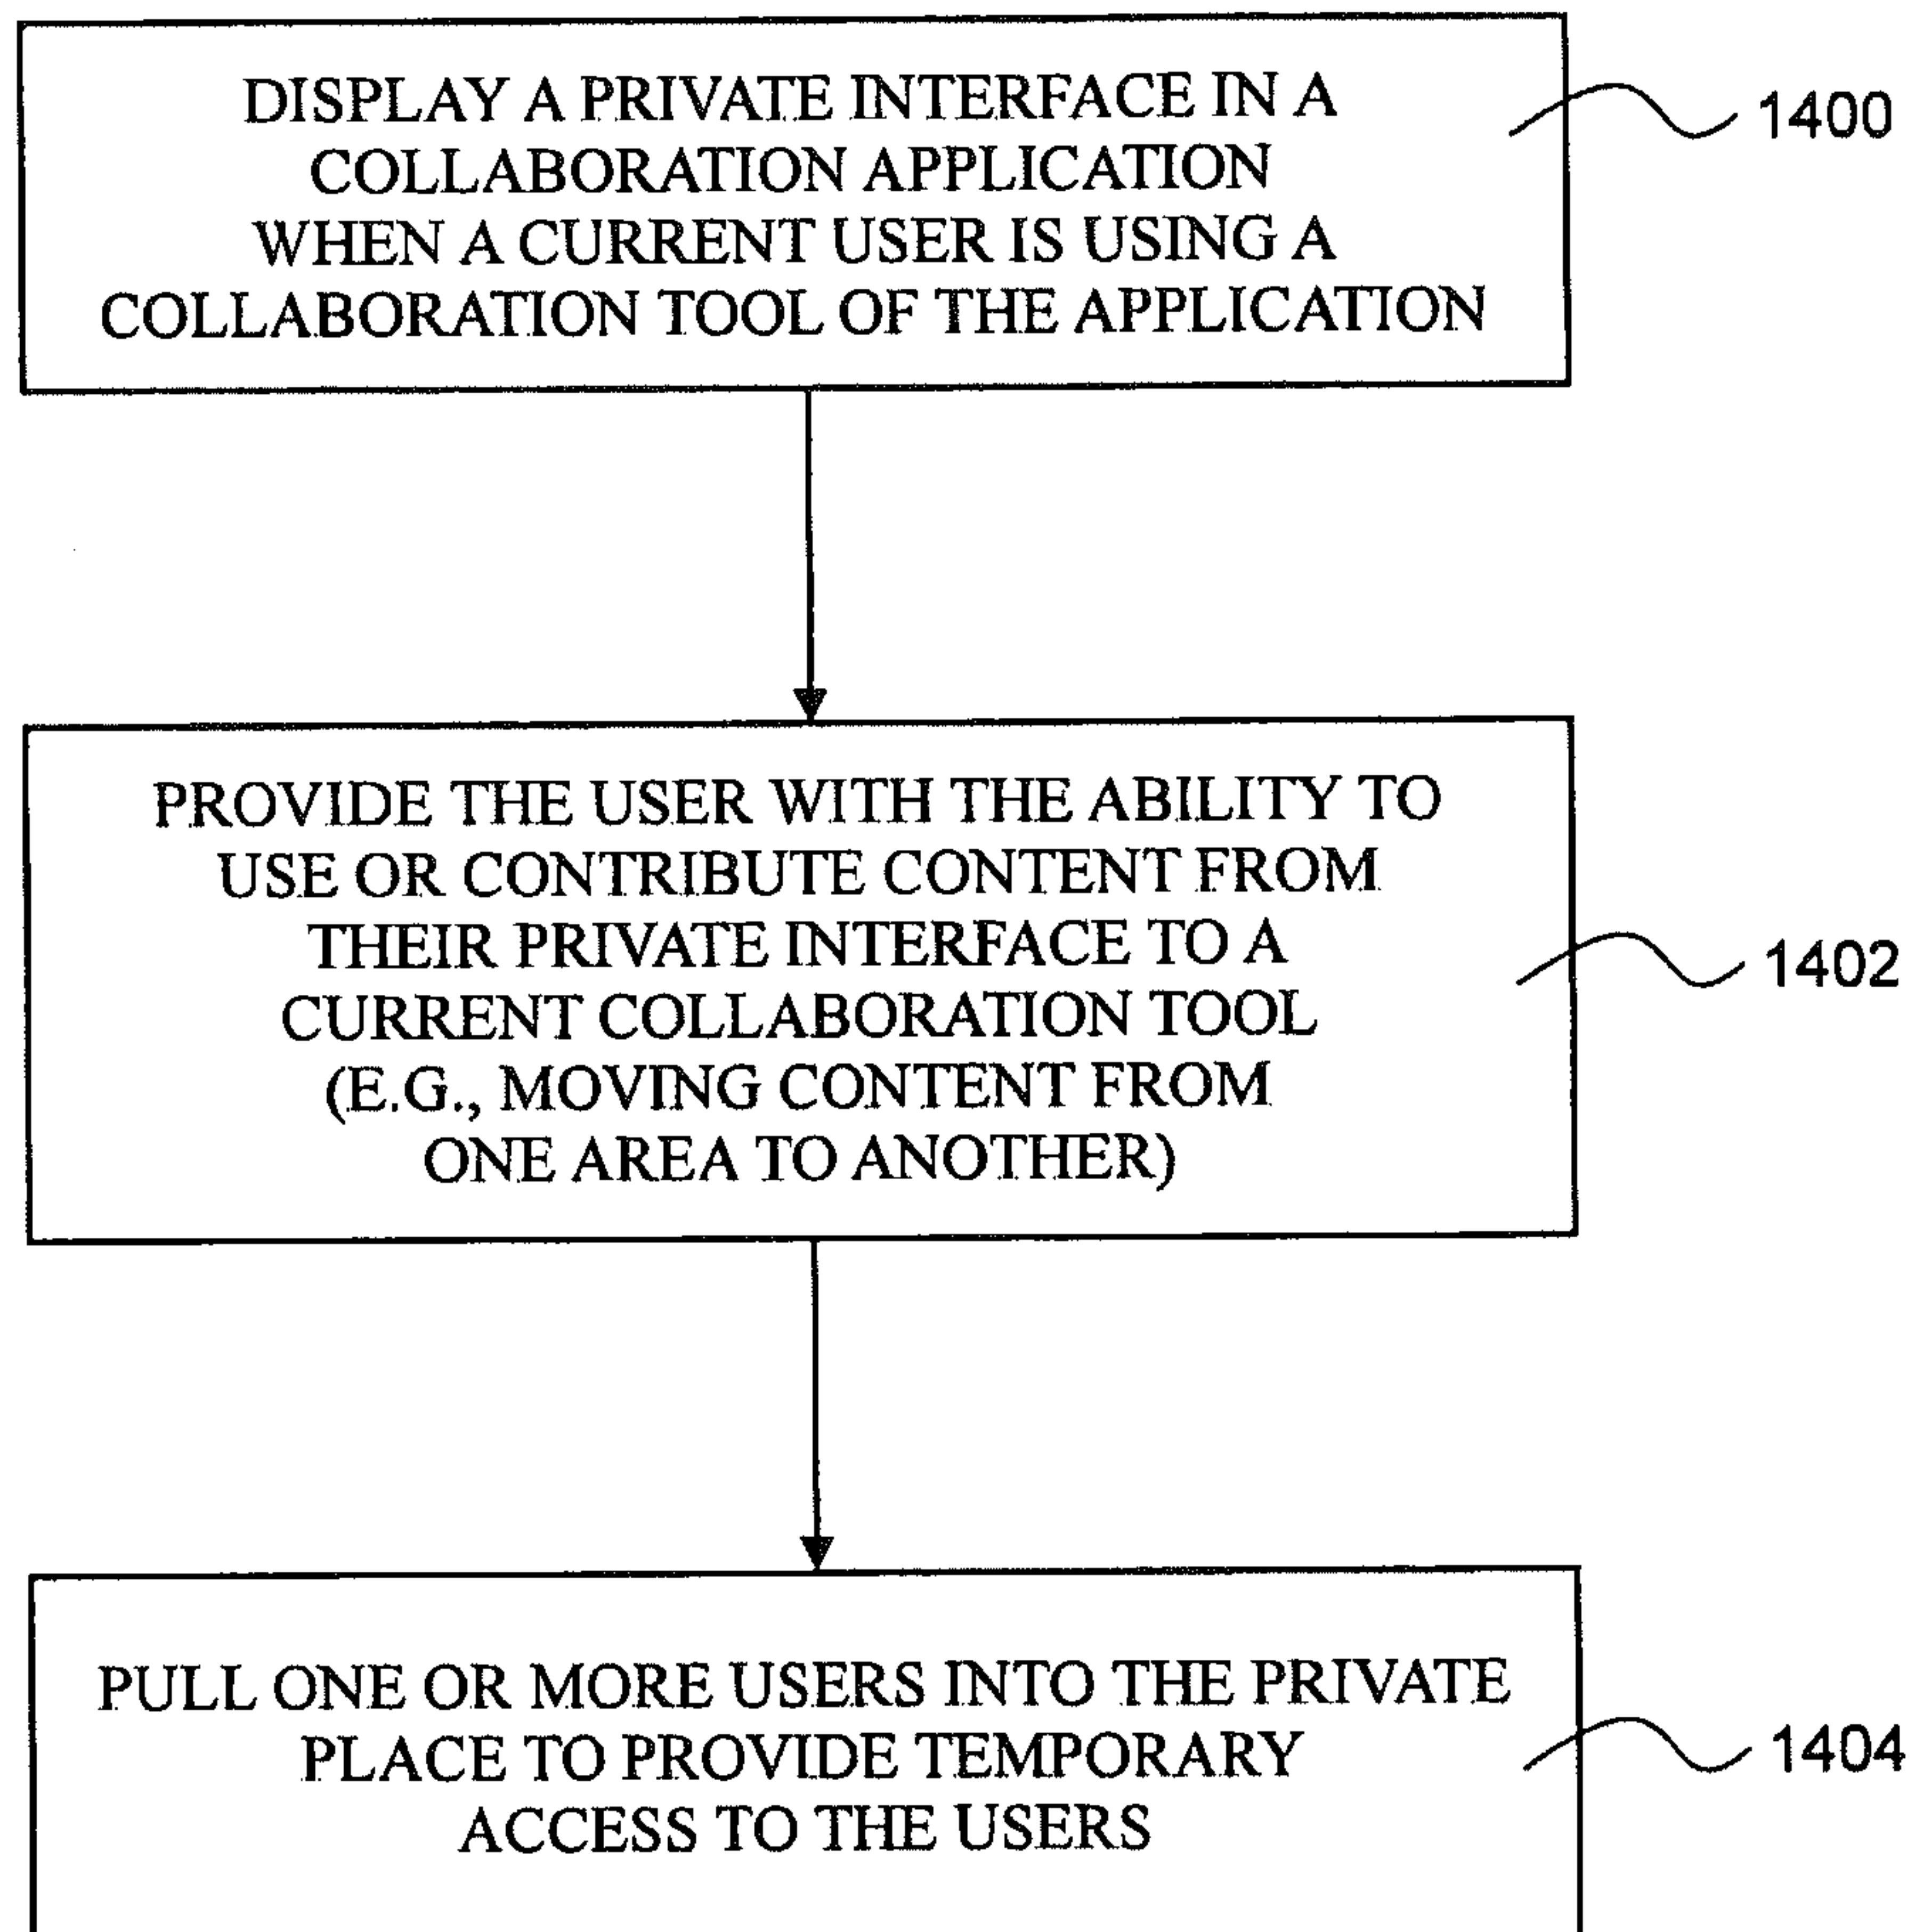 DISPLAY A PRIVATE INTERFACE IN A
COLLABORATION APPLICATION
WHEN A CURRENT USER IS USING A
COLLABORATION TOOL OF THE APPLICATION
1400
PROVIDE THE USER WITH THE ABILITY TO
USE OR CONTRIBUTE CONTENT FROM
THEIR PRIVATE INTERFACE TO A
CURRENT COLLABORATION TOOL
(E.G., MOVING CONTENT FROM
ONE AREA TO ANOTHER)
1402
PULL ONE OR MORE USERS INTO THE PRIVATE
PLACE TO PROVIDE TEMPORARY
ACCESS TO THE USERS
1404